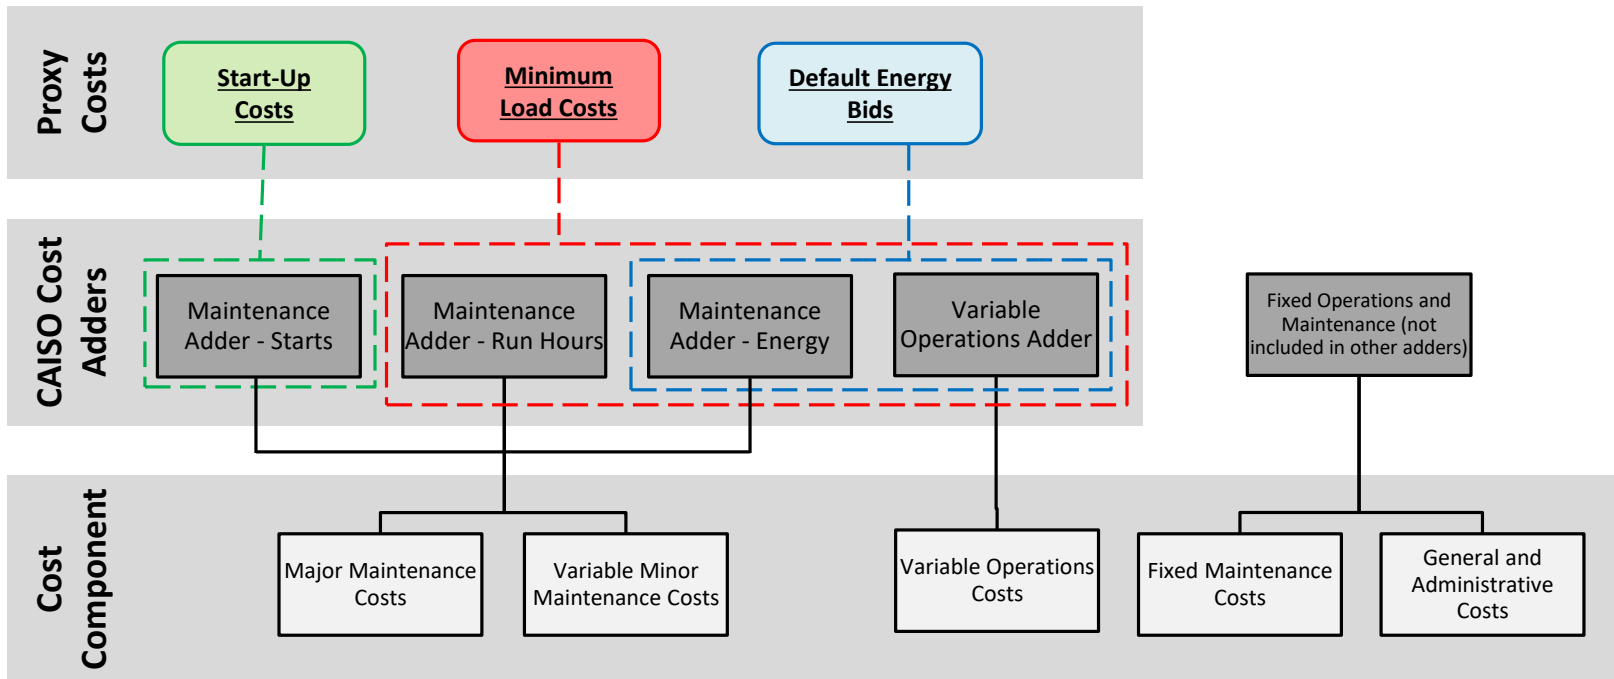 Proxy
Costs
Start-Up
Costs
Minimum
Load Costs
Default Energy
Bids
CAISO Cost
Adders
Maintenance
Adder - Starts
Maintenance
Adder - Run Hours
Maintenance
Adder - Energy
Variable
Operations Adder
Fixed Operations and
Maintenance (not
included in other adders)
Cost
Component
Major Maintenance
Costs
Variable Minor
Maintenance Costs
Variable Operations
Costs
Fixed Maintenance
Costs
General and
Administrative
Costs